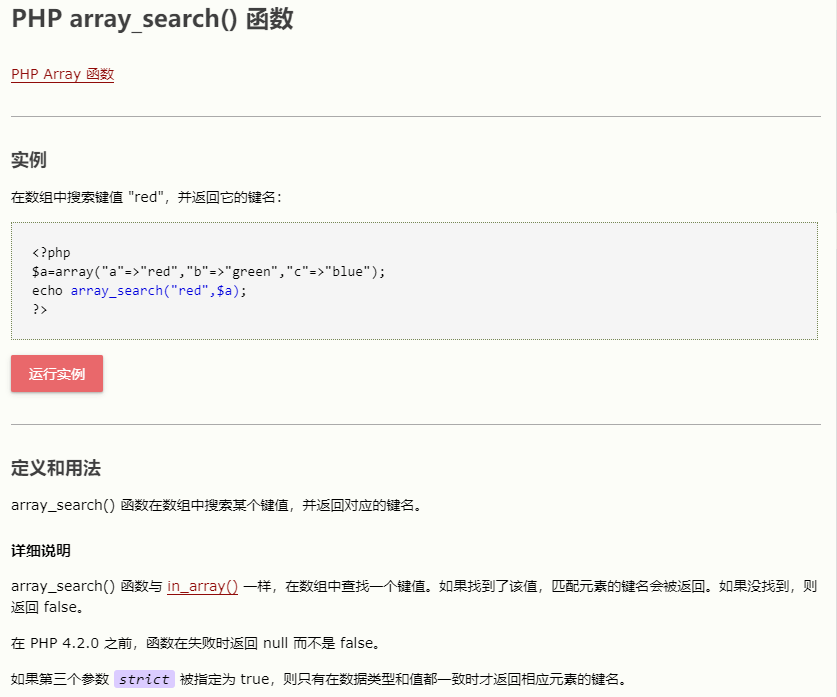 PHP array_search() 函数
PHP Array 函数
实例
在数组中搜索键值 "red"，并返回它的键名：
<?php
$a=array("a"=>"red","b"=>"green","c"=>"blue");
echo array_search("red",$a);
?>
运行实例
定义和用法
array_search() 函数在数组中搜索某个键值，并返回对应的键名。
详细说明
array_search() 函数与 in_array() 一样，在数组中查找一个键值。如果找到了该值，匹配元素的键名会被返回。如果没找到，则
返回 false。
在 PHP 4.2.0 之前，函数在失败时返回 null 而不是 false。
如果第三个参数 strict 被指定为 true，则只有在数据类型和值都一致时才返回相应元素的键名。